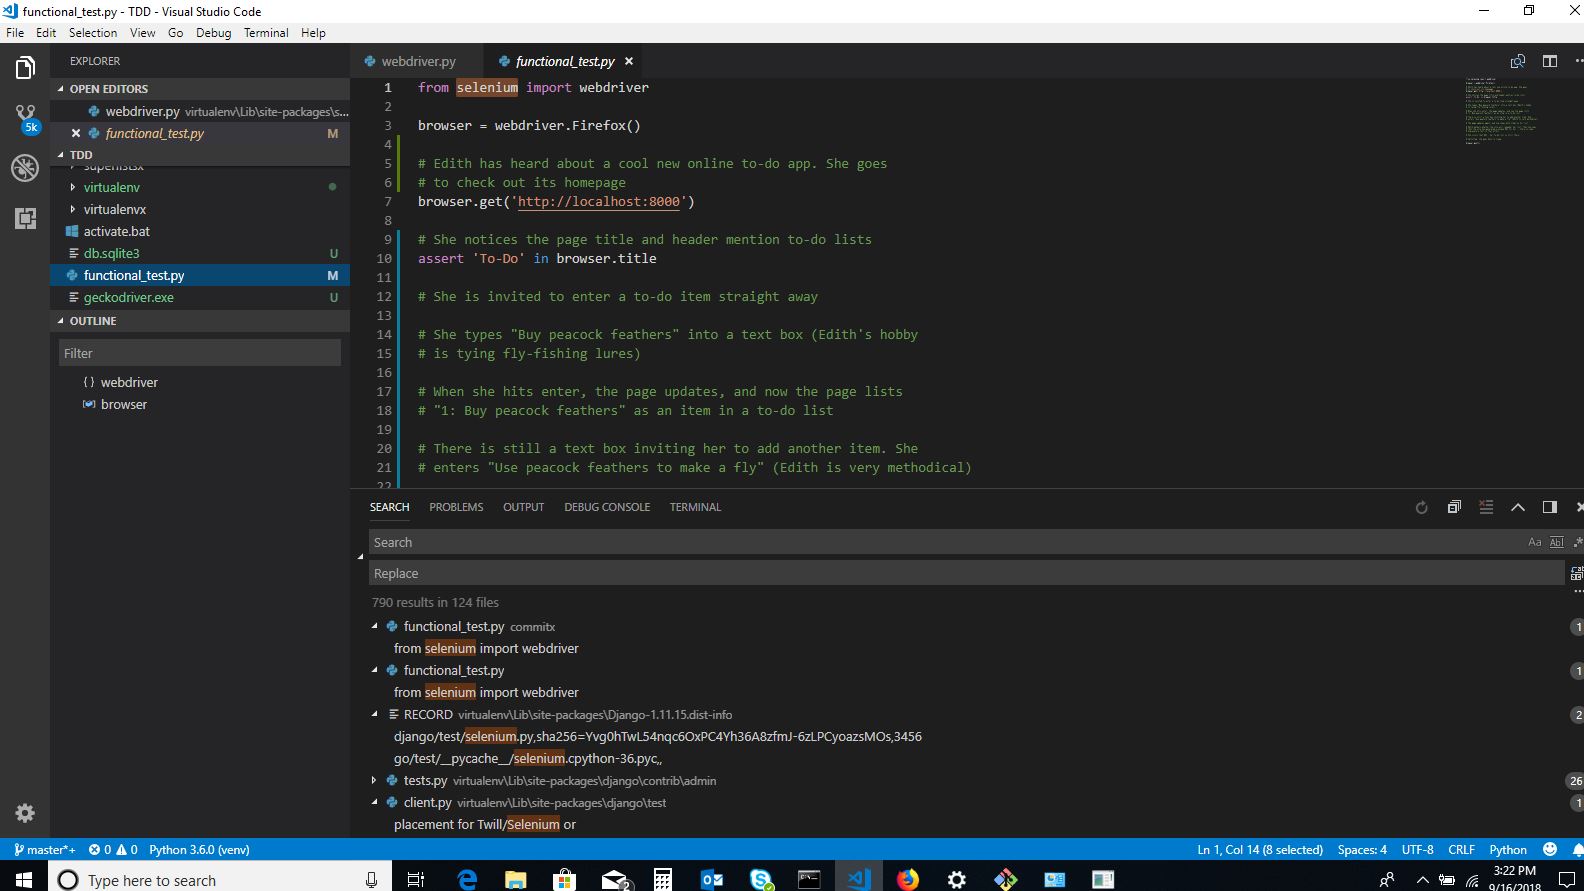 functional_test.py - TDD - Visual Studio Code
File Edit Selection View Go Debug Terminal Help
EXPLORER
OPEN EDITORS
webdriver.py virtualenv\Lib\site-packages\s...
functional_test.py M
TDD
superlistsx
virtualenv
virtualenvx
activate.bat
db.sqlite3 U
functional_test.py M
geckodriver.exe U
OUTLINE
Filter
{} webdriver
browser
5k
webdriver.py functional_test.py
1 from selenium import webdriver
2
3 browser = webdriver.Firefox()
4
5 # Edith has heard about a cool new online to-do app. She goes
6 # to check out its homepage
7 browser.get('http://localhost:8000')
8
9 # She notices the page title and header mention to-do lists
10 assert 'To-Do' in browser.title
11
12 # She is invited to enter a to-do item straight away
13
14 # She types "Buy peacock feathers" into a text box (Edith's hobby
15 # is tying fly-fishing lures)
16
17 # When she hits enter, the page updates, and now the page lists
18 # "1: Buy peacock feathers" as an item in a to-do list
19
20 # There is still a text box inviting her to add another item. She
21 # enters "Use peacock feathers to make a fly" (Edith is very methodical)
22
SEARCH PROBLEMS OUTPUT DEBUG CONSOLE TERMINAL
Search Aa Abl .*
Replace
790 results in 124 files
functional_test.py commitx 1
from selenium import webdriver
functional_test.py 1
from selenium import webdriver
RECORD virtualenv\Lib\site-packages\Django-1.11.15.dist-info 2
django/test/selenium.py,sha256=Yvg0hTwL54nqc6OxPC4Yh36A8zfmJ-6zLPCyoazsMOs,3456
go/test/__pycache__/selenium.cpython-36.pyc,,
tests.py virtualenv\Lib\site-packages\django\contrib\admin 26
client.py virtualenv\Lib\site-packages\django\test 1
placement for Twill/Selenium or
master*+ 0 0 Python 3.6.0 (venv) Ln 1, Col 14 (8 selected) Spaces: 4 UTF-8 CRLF Python
Type here to search
2
3:22 PM
9/16/2018